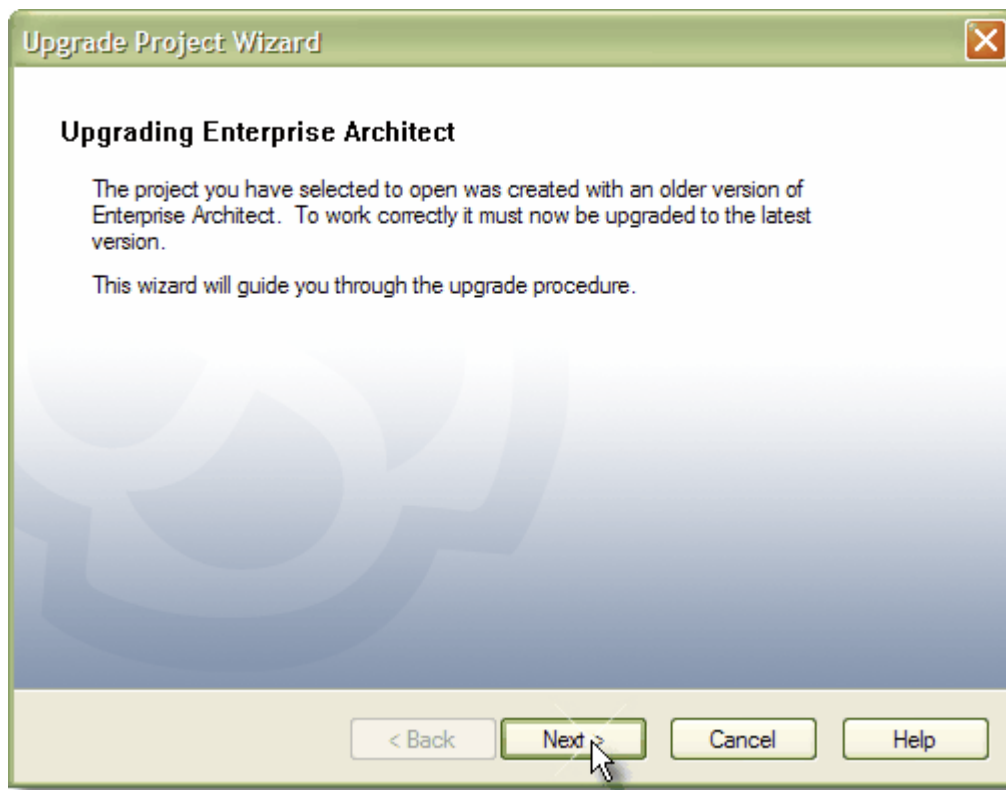 Upgrade Project Wizard
Upgrading Enterprise Architect
The project you have selected to open was created with an older version of
Enterprise Architect.  To work correctly it must now be upgraded to the latest
version.
This wizard will guide you through the upgrade procedure.
< Back  Next >  Cancel  Help